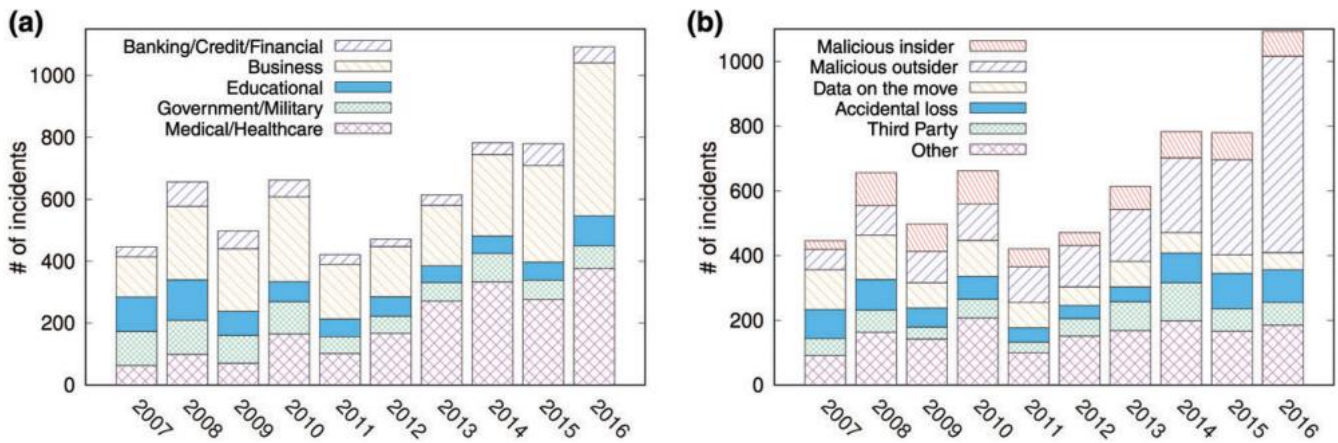 (a)
Banking/Credit/Financial
Business
Educational
Government/Military
Medical/Healthcare
# of incidents
1000
800
600
400
200
0
2007 2008 2009 2010 2011 2012 2013 2014 2015 2016
(b)
Malicious insider
Malicious outsider
Data on the move
Accidental loss
Third Party
Other
# of incidents
1000
800
600
400
200
0
2007 2008 2009 2010 2011 2012 2013 2014 2015 2016